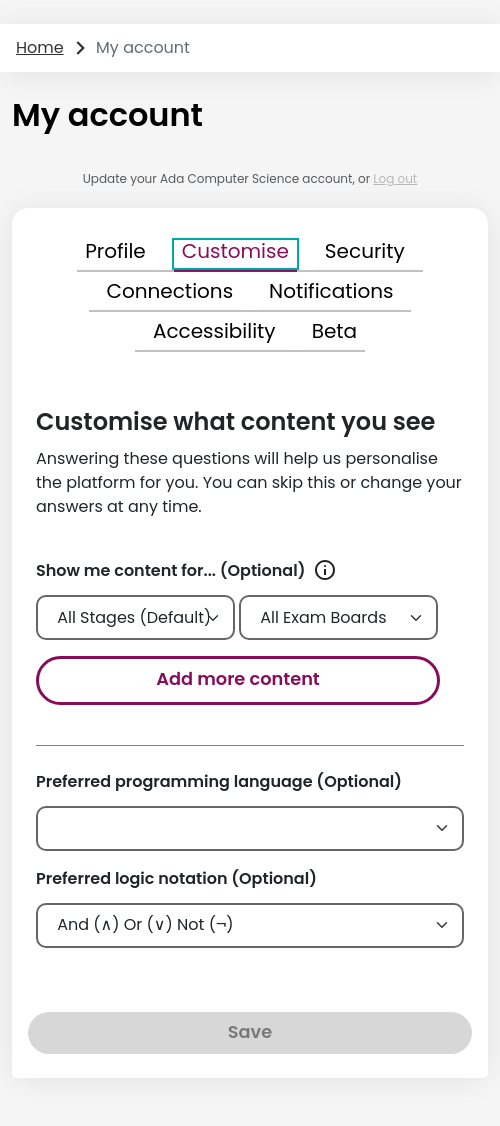 Home > My account
My account
Update your Ada Computer Science account, or Log out
Profile Customise Security
Connections Notifications
Accessibility Beta
Customise what content you see
Answering these questions will help us personalise
the platform for you. You can skip this or change your
answers at any time.
Show me content for... (Optional)
All Stages (Default) All Exam Boards
Add more content
Preferred programming language (Optional)
Preferred logic notation (Optional)
And (∧) Or (∨) Not (¬)
Save